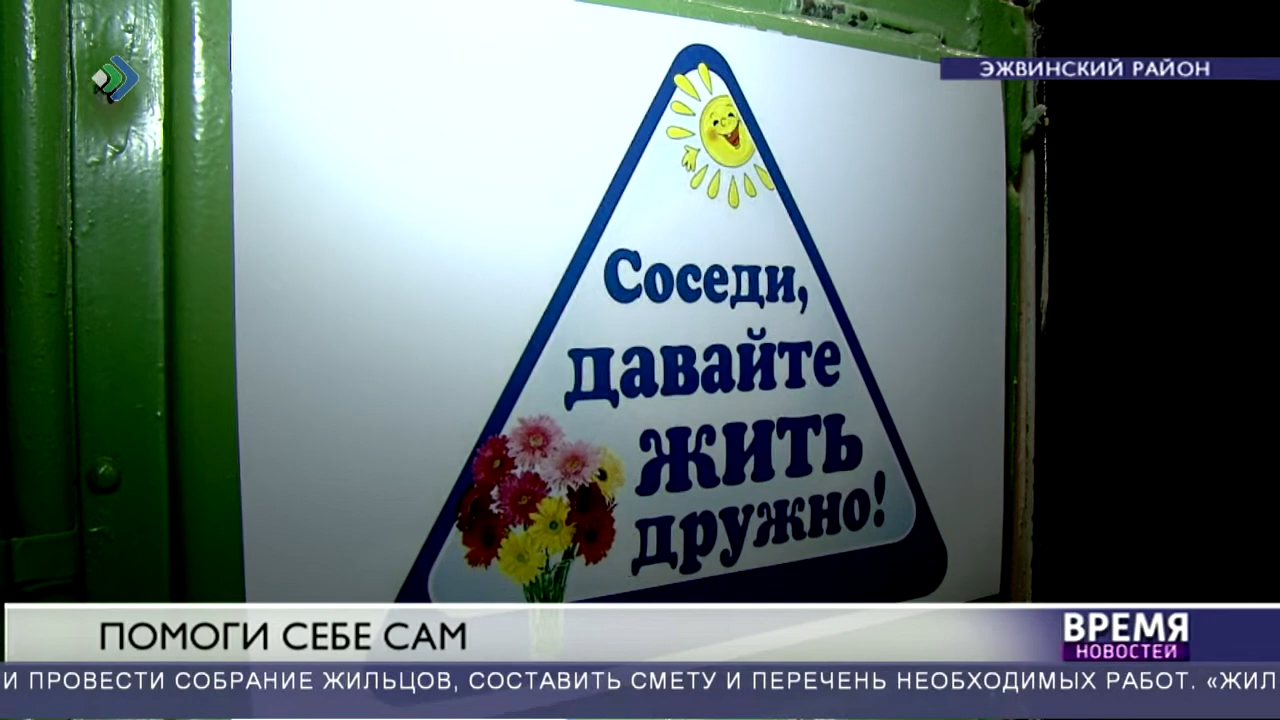 ЭЖВИНСКИЙ РАЙОН
Соседи,
давайте
жить
дружно!
ПОМОГИ СЕБЕ САМ
ВРЕМЯ
НОВОСТЕЙ
И ПРОВЕСТИ СОБРАНИЕ ЖИЛЬЦОВ, СОСТАВИТЬ СМЕТУ И ПЕРЕЧЕНЬ НЕОБХОДИМЫХ РАБОТ. «ЖИЛ